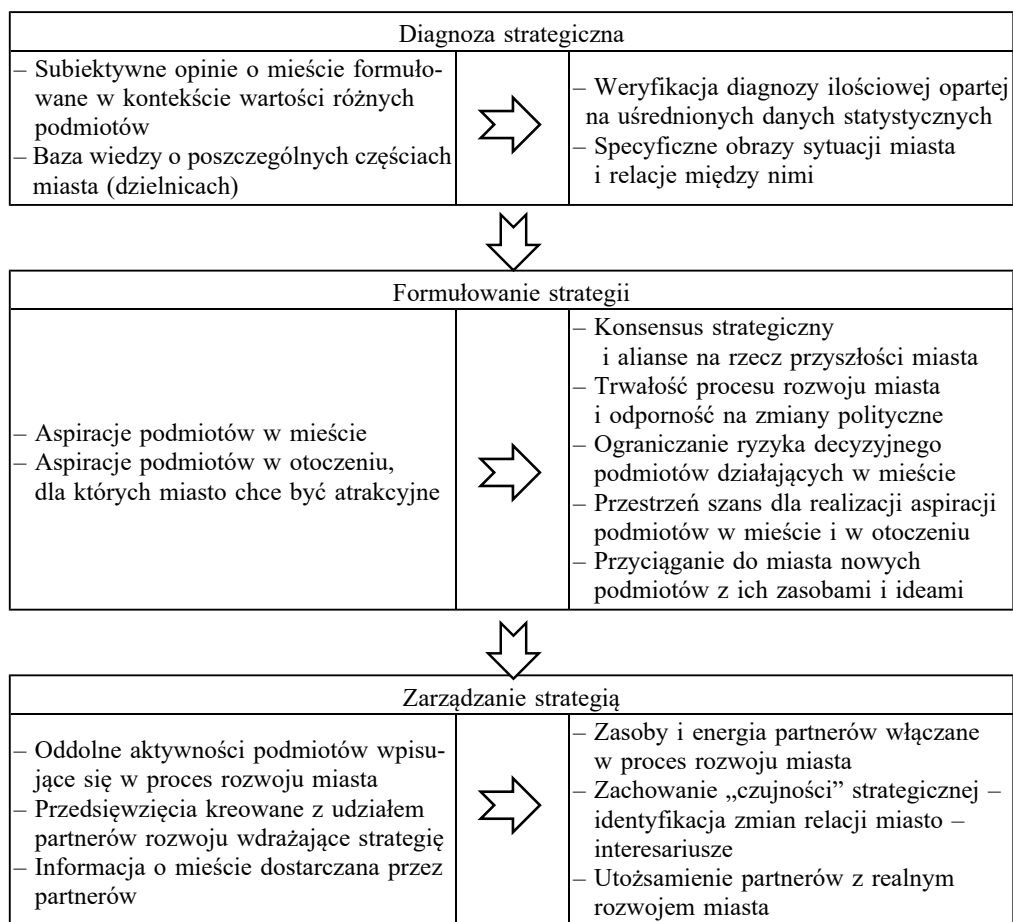 Diagnoza strategiczna
– Subiektywne opinie o mieście formuło-
wane w kontekście wartości różnych
podmiotów
– Baza wiedzy o poszczególnych częściach
miasta (dzielnicach)
– Weryfikacja diagnozy ilościowej opartej
na uśrednionych danych statystycznych
– Specyficzne obrazy sytuacji miasta
i relacje między nimi
Formułowanie strategii
– Aspiracje podmiotów w mieście
– Aspiracje podmiotów w otoczeniu,
dla których miasto chce być atrakcyjne
– Konsensus strategiczny
i alianse na rzecz przyszłości miasta
– Trwałość procesu rozwoju miasta
i odporność na zmiany polityczne
– Ograniczanie ryzyka decyzyjnego
podmiotów działających w mieście
– Przestrzeń szans dla realizacji aspiracji
podmiotów w mieście i w otoczeniu
– Przyciąganie do miasta nowych
podmiotów z ich zasobami i ideami
Zarządzanie strategią
– Oddolne aktywności podmiotów wpisu-
jące się w proces rozwoju miasta
– Przedsięwzięcia kreowane z udziałem
partnerów rozwoju wdrażające strategię
– Informacja o mieście dostarczana przez
partnerów
– Zasoby i energia partnerów włączane
w proces rozwoju miasta
– Zachowanie „czujności” strategicznej –
identyfikacja zmian relacji miasto –
interesariusze
– Utożsamienie partnerów z realnym
rozwojem miasta